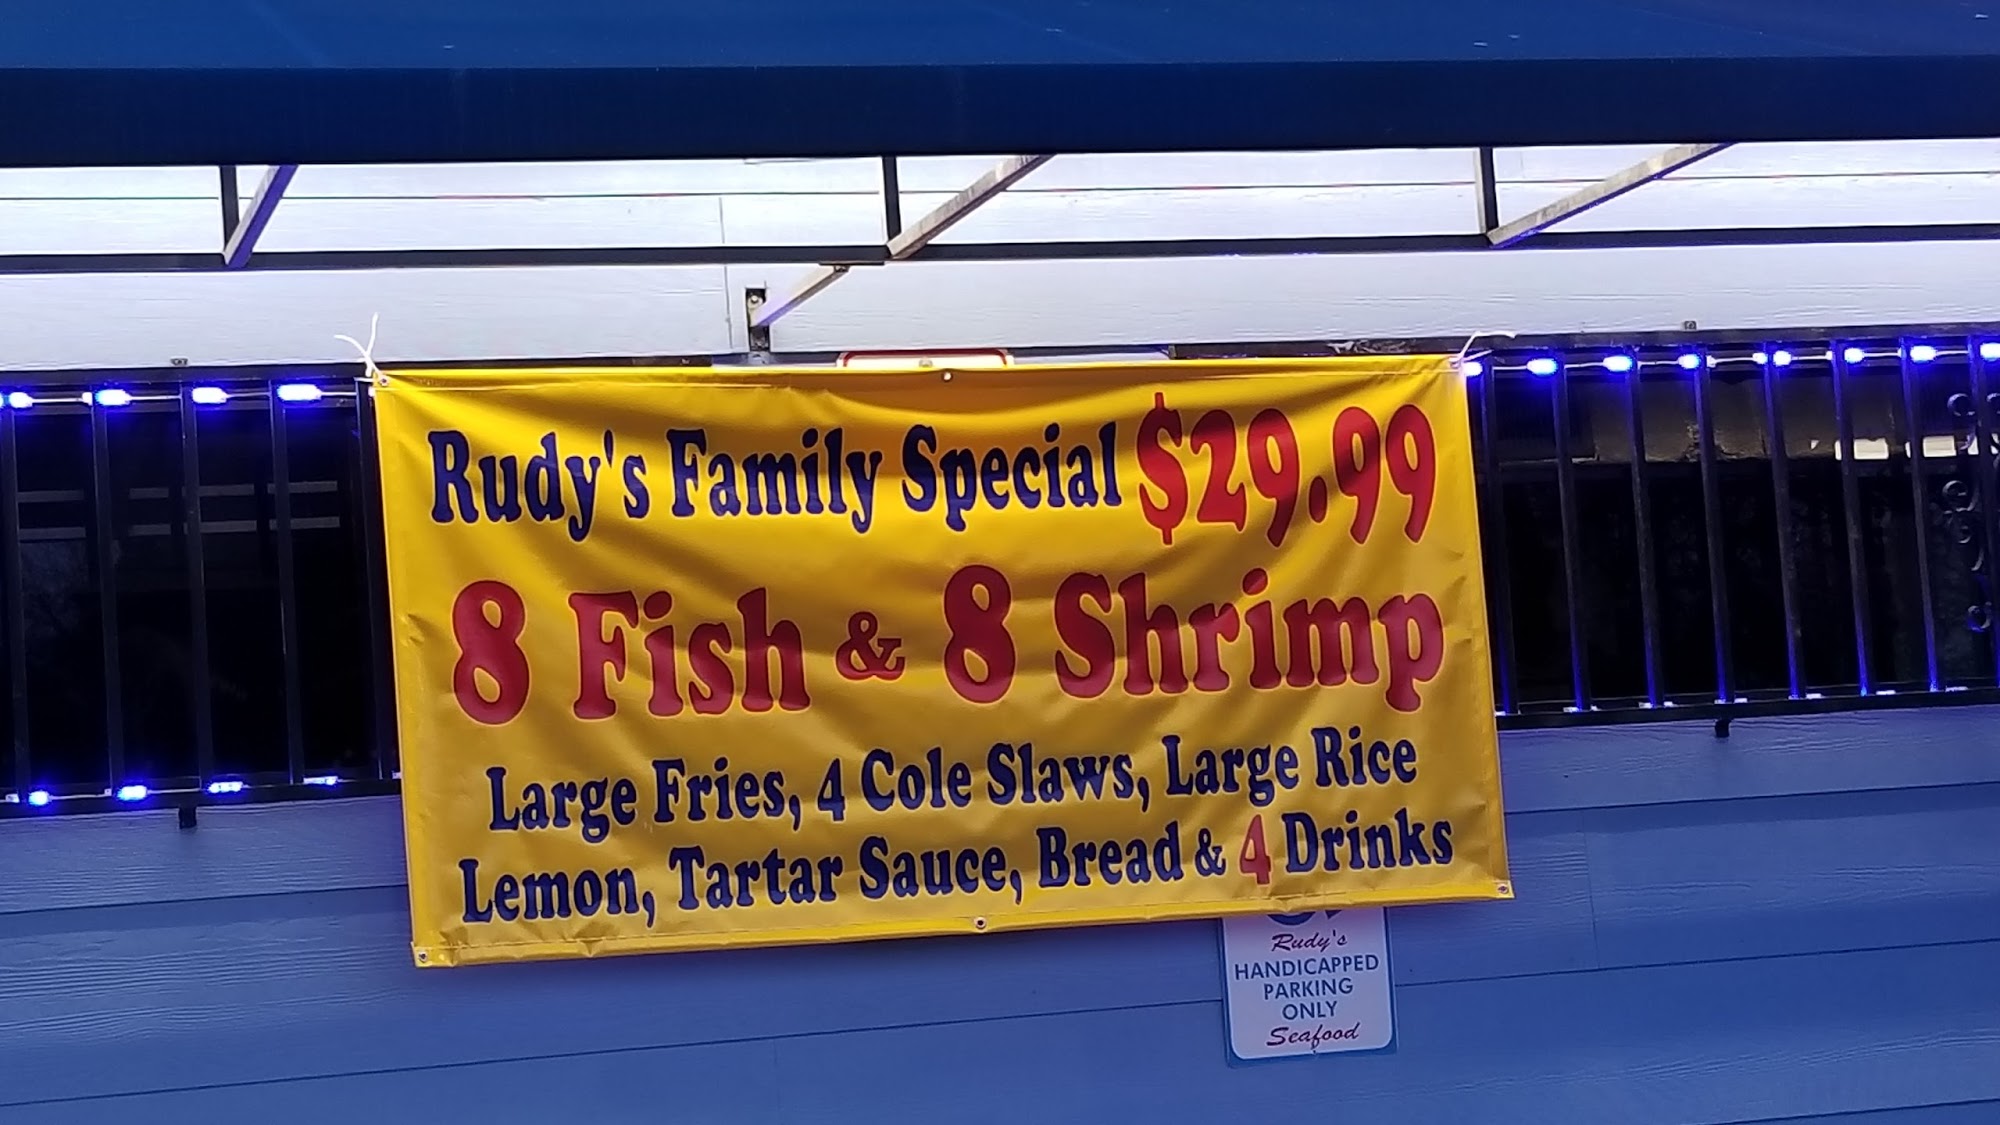 Rudy's Family Special $29.99
8 Fish & 8 Shrimp
Large Fries, 4 Cole Slaws, Large Rice
Lemon, Tartar Sauce, Bread & 4 Drinks
Rudy's
HANDICAPPED
PARKING
ONLY
Seafood